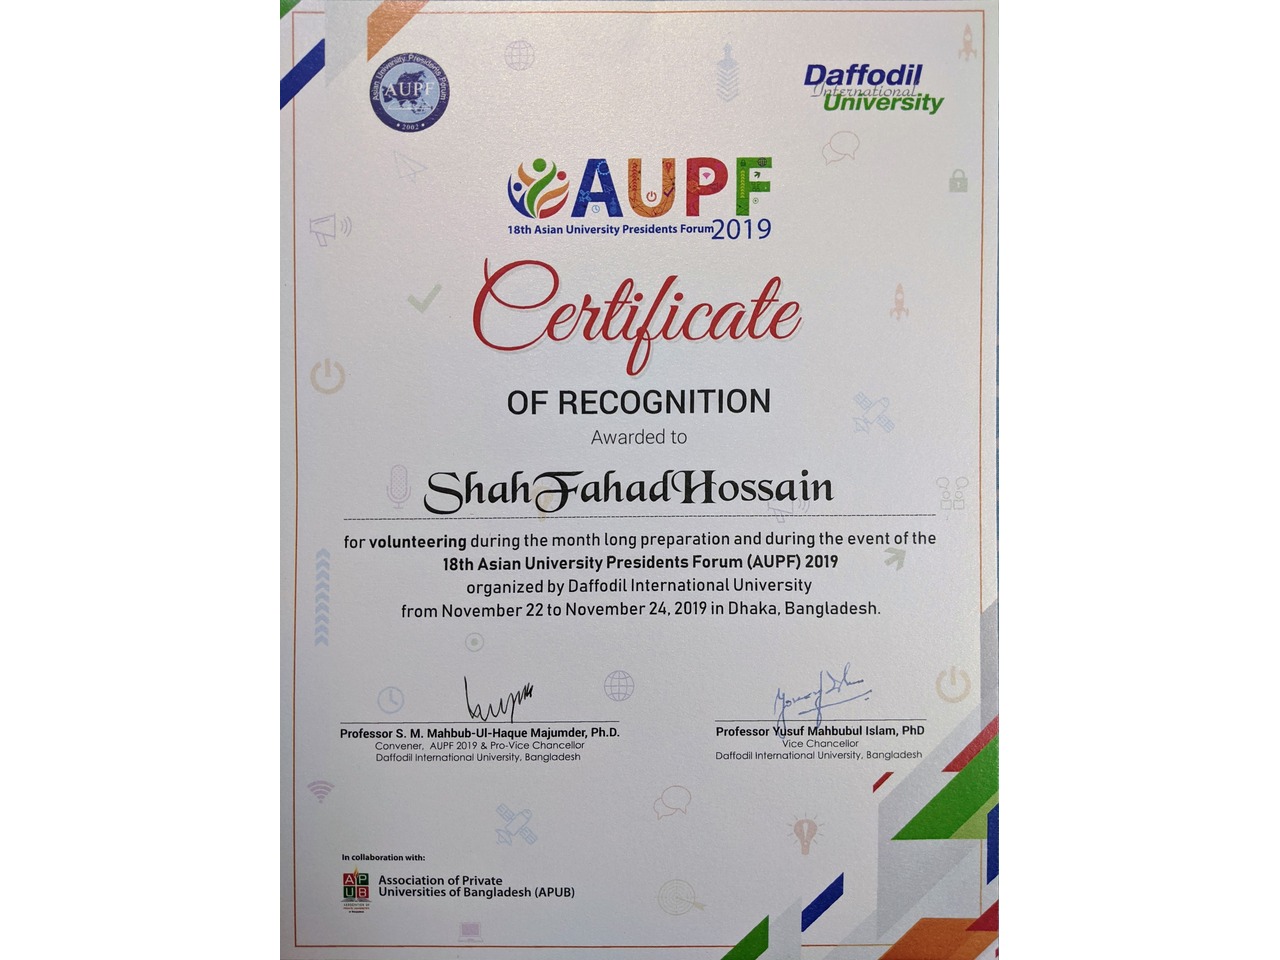 Asian University Presidents Forum
AUPF
2002
Daffodil
International
University
AUPF
18th Asian University Presidents Forum 2019
Certificate
OF RECOGNITION
Awarded to
Shah Fahad Hossain
for volunteering during the month long preparation and during the event of the
18th Asian University Presidents Forum (AUPF) 2019
organized by Daffodil International University
from November 22 to November 24, 2019 in Dhaka, Bangladesh.
Professor S. M. Mahbub-Ul-Haque Majumder, Ph.D.
Convener, AUPF 2019 & Pro-Vice Chancellor
Daffodil International University, Bangladesh
Professor Yusuf Mahbubul Islam, PhD
Vice Chancellor
Daffodil International University, Bangladesh
In collaboration with:
APUB
Association of Private
Universities of Bangladesh (APUB)